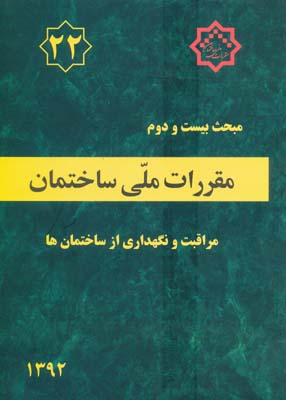 ۲۲
مبحث بیست و دوم
مقررات ملّی ساختمان
مراقبت و نگهداری از ساختمان ها
۱۳۹۲